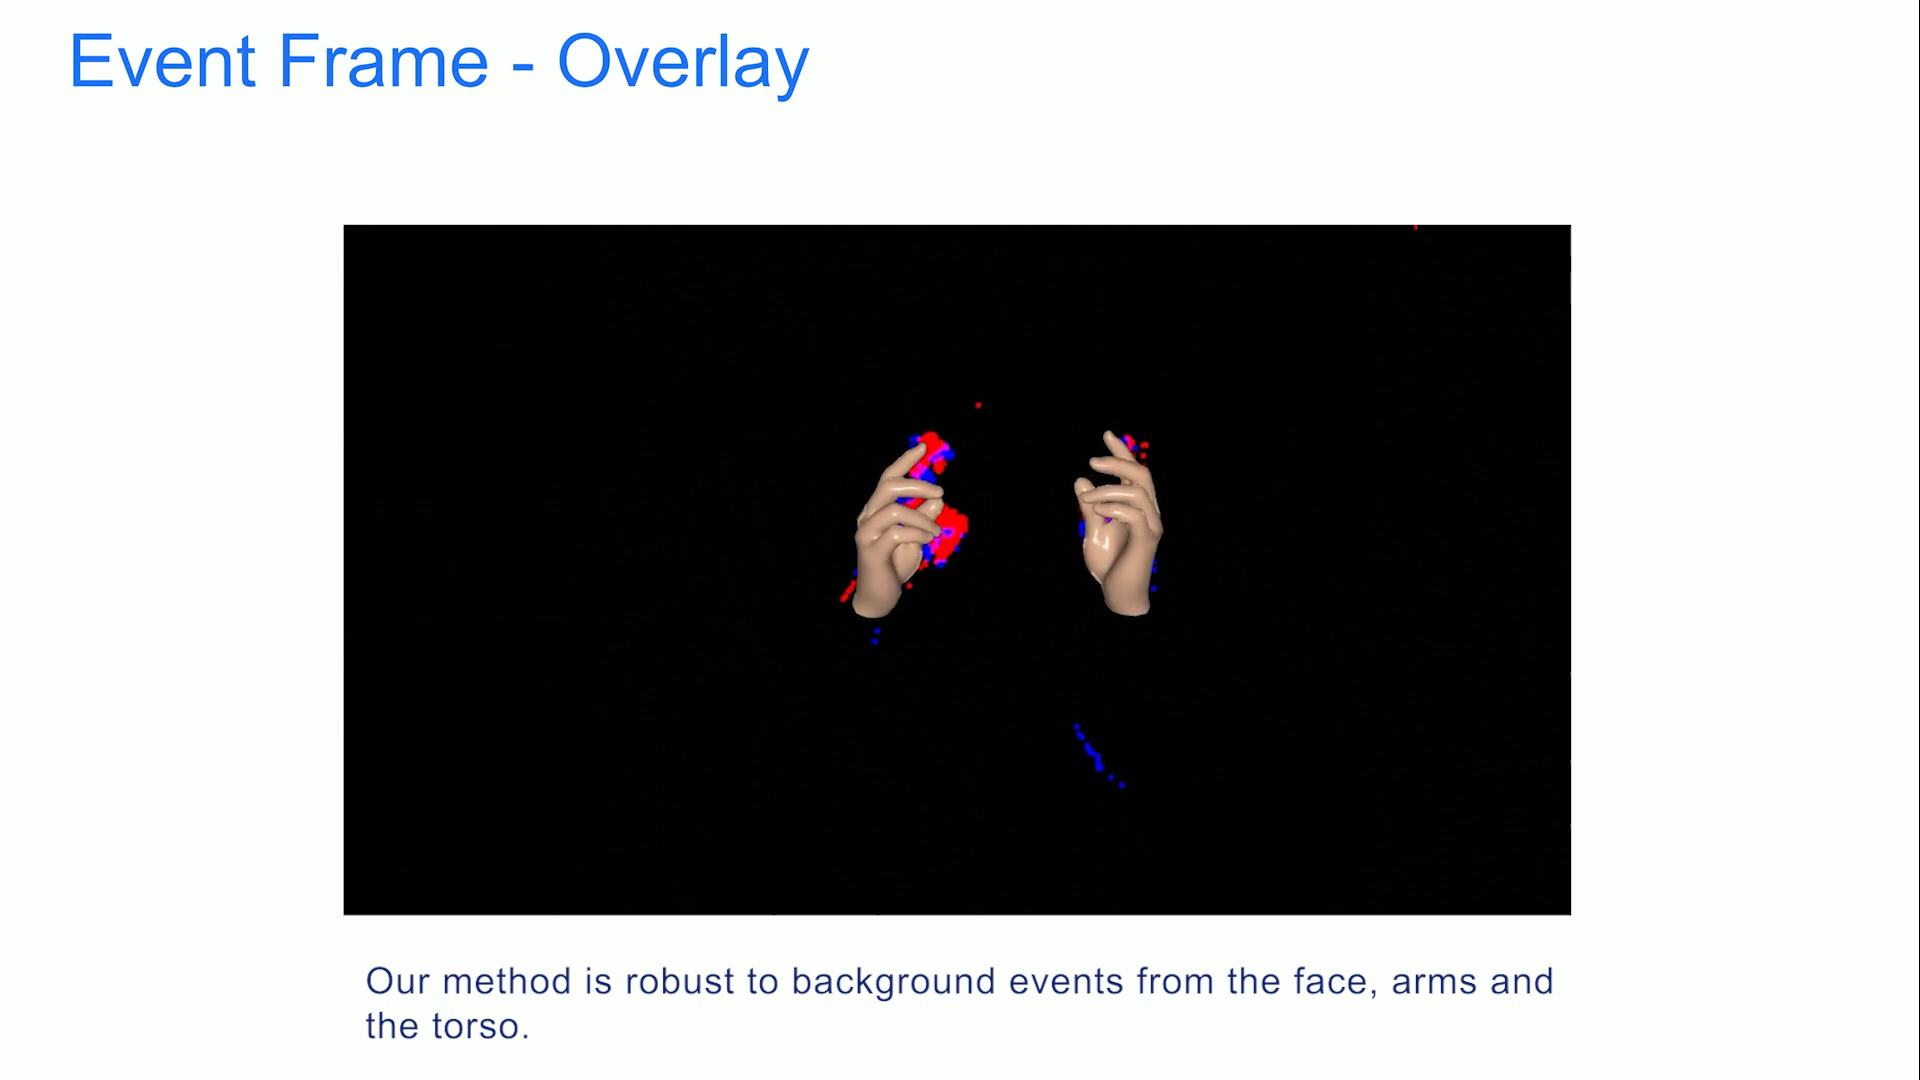 Event Frame - Overlay
Our method is robust to background events from the face, arms and
the torso.